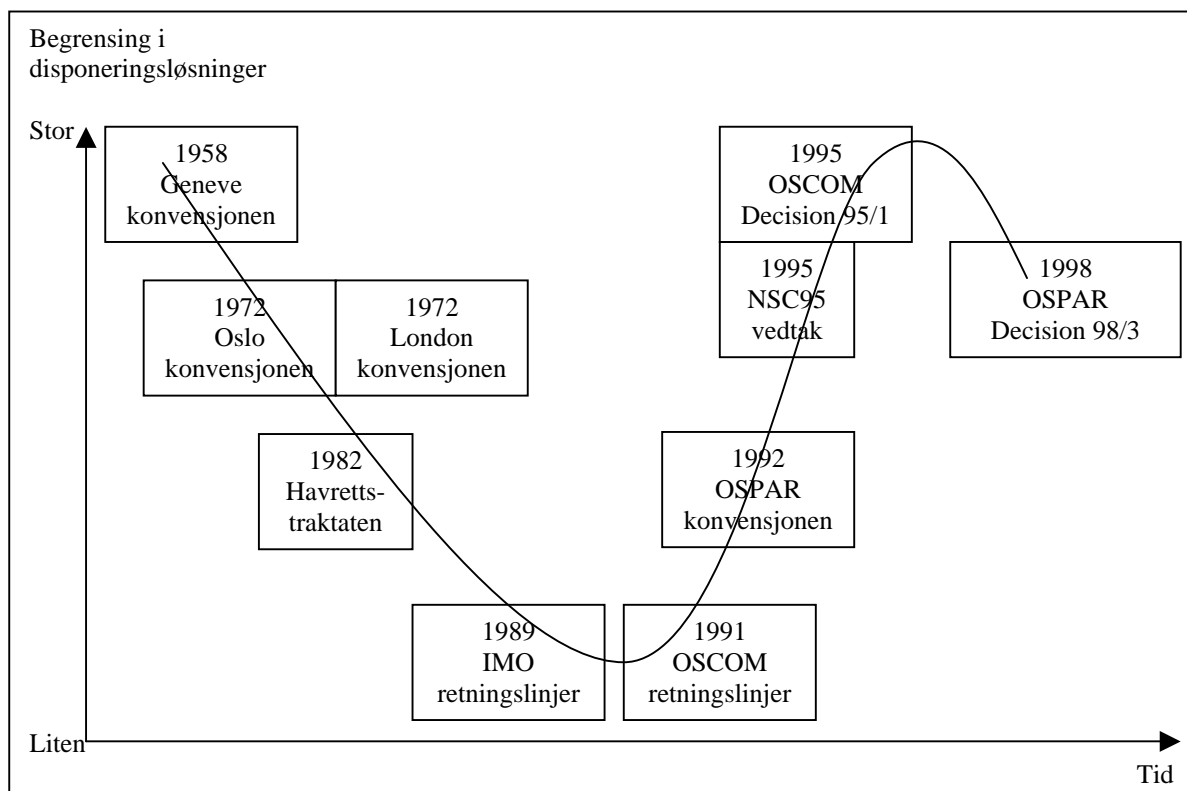 Begrensing i
disponeringsløsninger
Stor
1958
Geneve
konvensjonen
1995
OSCOM
Decision 95/1
1995
NSC95
vedtak
1998
OSPAR
Decision 98/3
1972
Oslo
konvensjonen
1972
London
konvensjonen
1982
Havretts-
traktaten
1992
OSPAR
konvensjonen
1989
IMO
retningslinjer
1991
OSCOM
retningslinjer
Liten
Tid